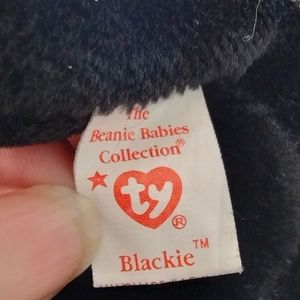 The
Beanie Babies
Collection®
ty
®
Blackie™